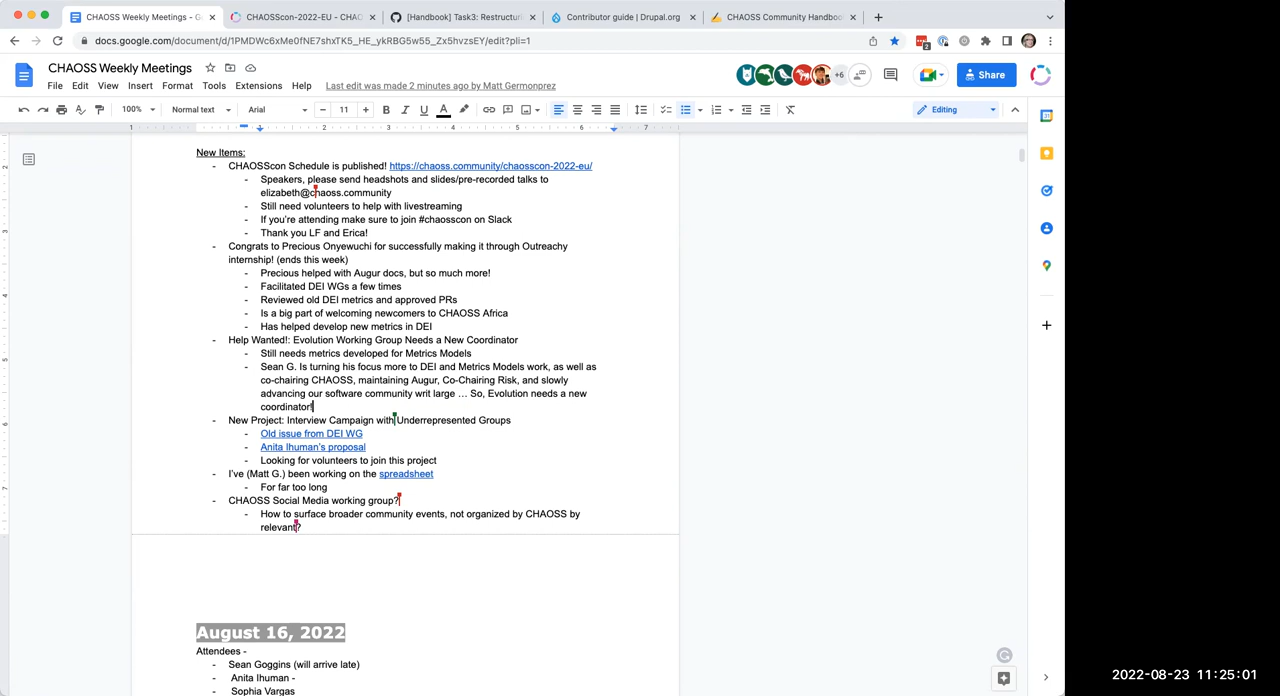 CHAOSS Weekly Meetings - G
CHAOSScon-2022-EU - CHAO
[Handbook] Task3: Restructuri
Contributor guide | Drupal.org
CHAOSS Community Handboo
docs.google.com/document/d/1PMDWc6xMe0fNE7shxTK5_HE_ykRBG5w55_Zx5hvzsEY/edit?pli=1
CHAOSS Weekly Meetings
+6
Share
File Edit View Insert Format Tools Extensions Help Last edit was made 2 minutes ago by Matt Germonprez
100% Normal text Arial 11 B I U A Editing
1 1 2 3 4 5 6 7
New Items:
- CHAOSScon Schedule is published! https://chaoss.community/chaosscon-2022-eu/
- Speakers, please send headshots and slides/pre-recorded talks to
elizabeth@chaoss.community
- Still need volunteers to help with livestreaming
- If you're attending make sure to join #chaosscon on Slack
- Thank you LF and Erica!
- Congrats to Precious Onyewuchi for successfully making it through Outreachy
internship! (ends this week)
- Precious helped with Augur docs, but so much more!
- Facilitated DEI WGs a few times
- Reviewed old DEI metrics and approved PRs
- Is a big part of welcoming newcomers to CHAOSS Africa
- Has helped develop new metrics in DEI
- Help Wanted!: Evolution Working Group Needs a New Coordinator
- Still needs metrics developed for Metrics Models
- Sean G. Is turning his focus more to DEI and Metrics Models work, as well as
co-chairing CHAOSS, maintaining Augur, Co-Chairing Risk, and slowly
advancing our software community writ large … So, Evolution needs a new
coordinator!
- New Project: Interview Campaign with Underrepresented Groups
- Old issue from DEI WG
- Anita Ihuman's proposal
- Looking for volunteers to join this project
- I've (Matt G.) been working on the spreadsheet
- For far too long
- CHAOSS Social Media working group?
- How to surface broader community events, not organized by CHAOSS by
relevant?
August 16, 2022
Attendees -
- Sean Goggins (will arrive late)
- Anita Ihuman -
- Sophia Vargas
2022-08-23 11:25:01